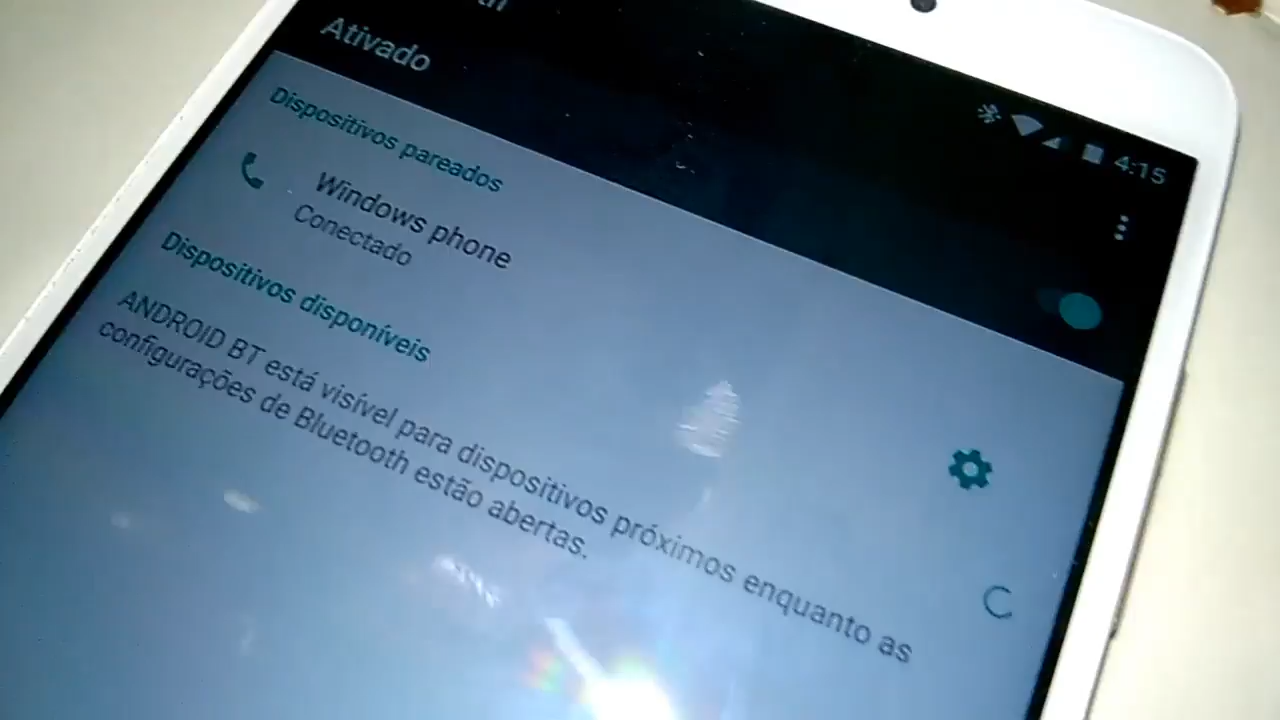 4:15
Ativado
Dispositivos pareados
Windows phone
Conectado
Dispositivos disponíveis
ANDROID BT está visível para dispositivos próximos enquanto as
configurações de Bluetooth estão abertas.